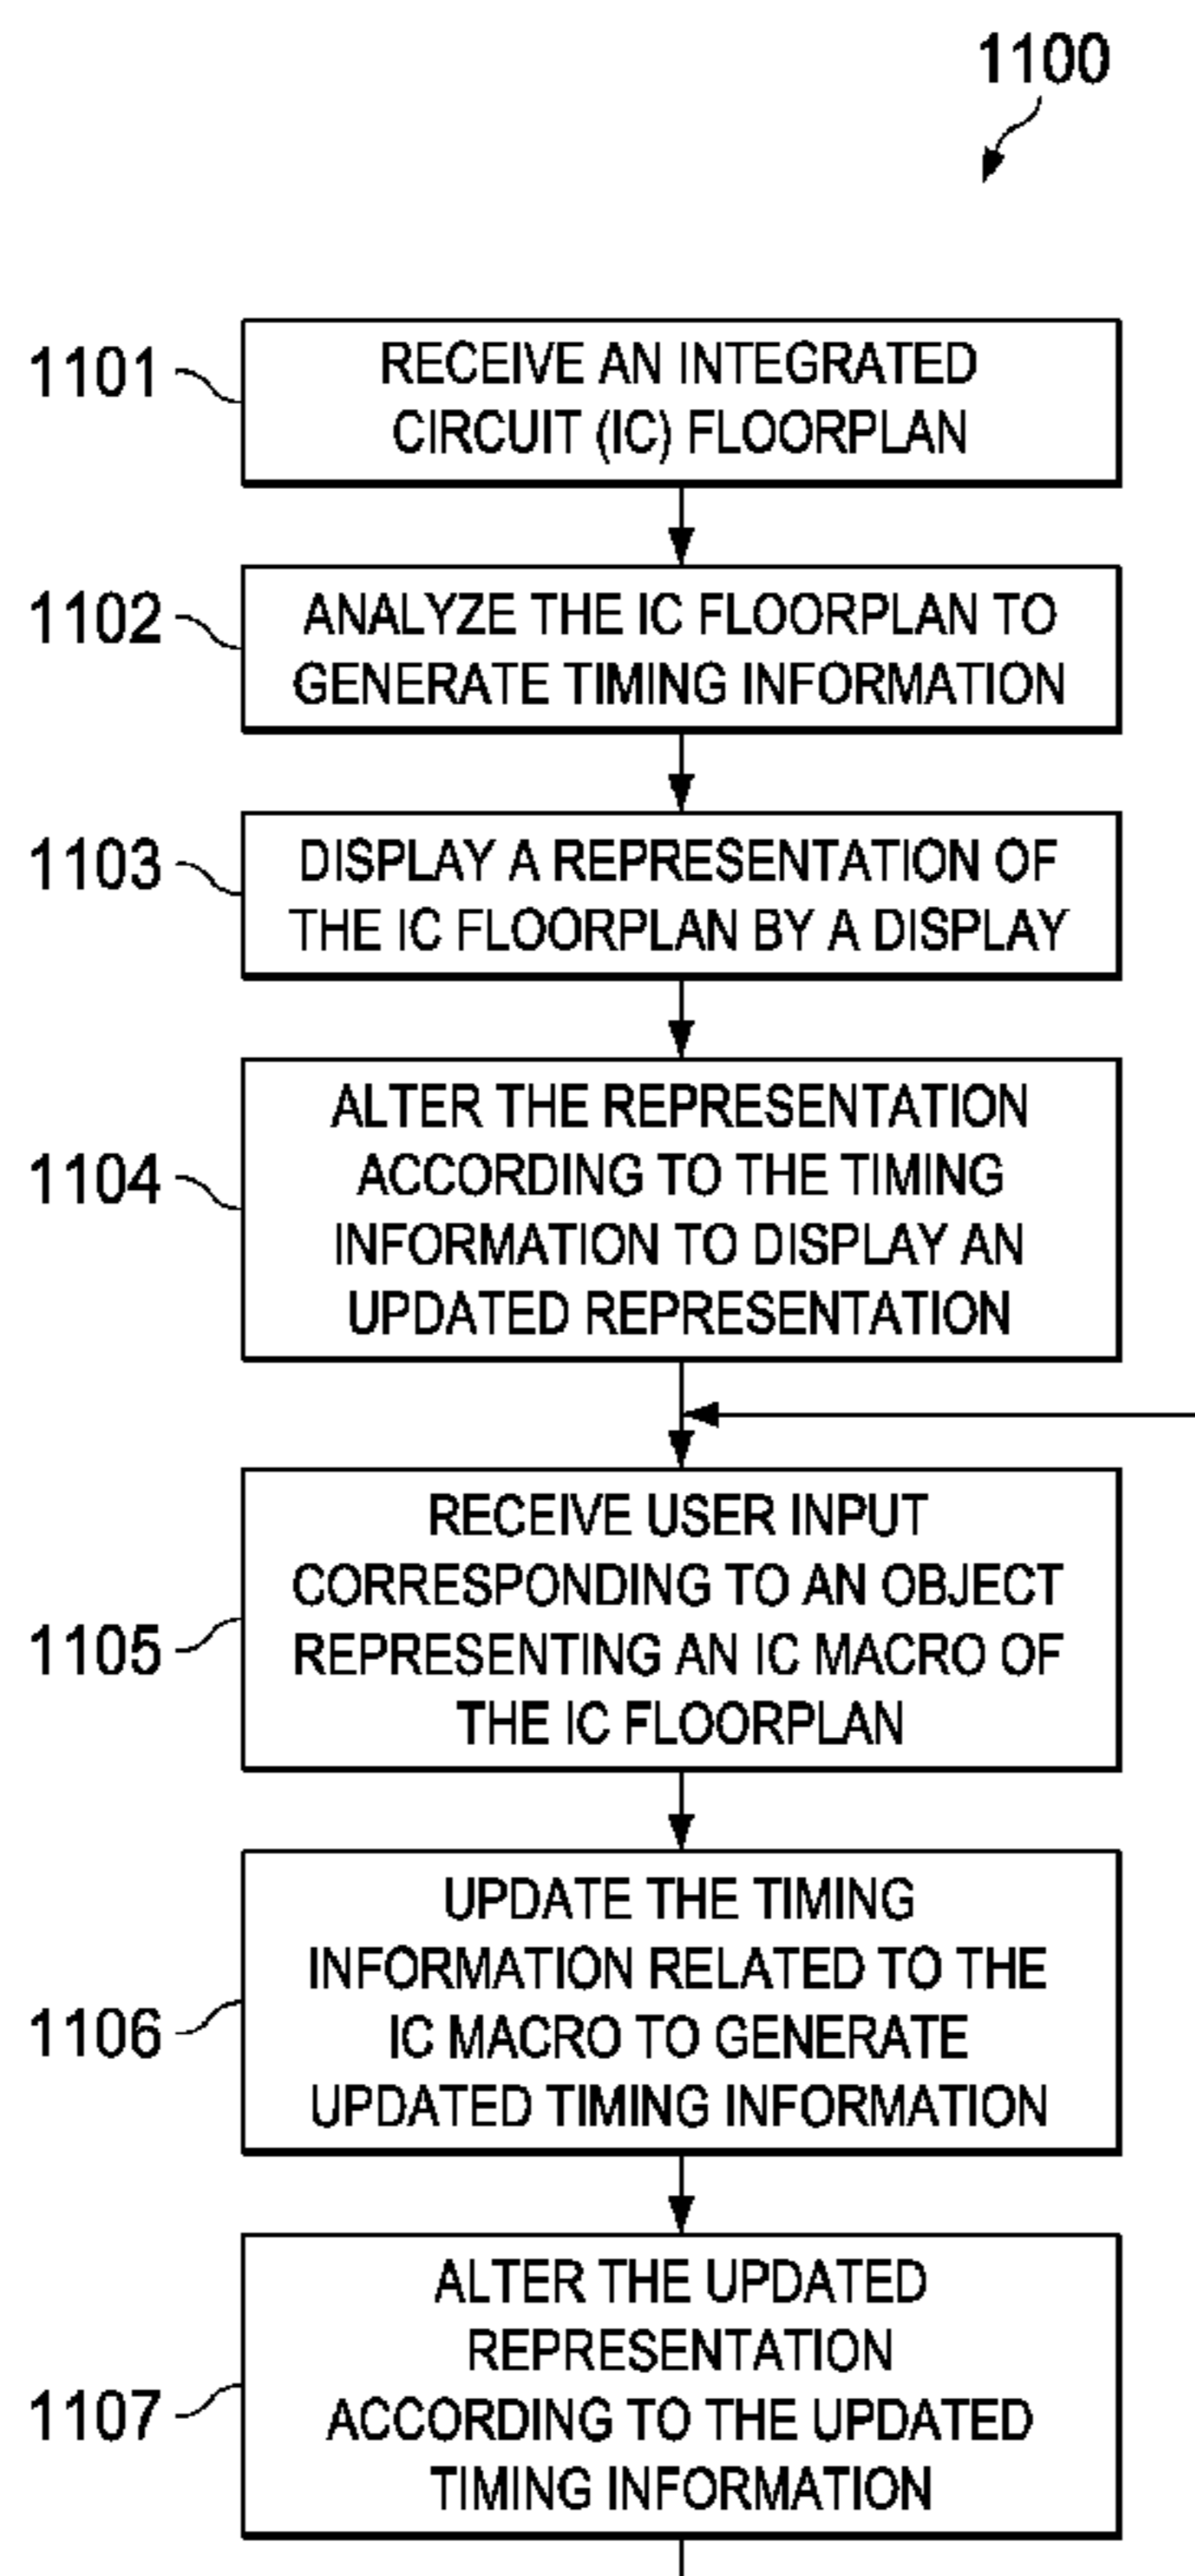 1100
1101
RECEIVE AN INTEGRATED
CIRCUIT (IC) FLOORPLAN
1102
ANALYZE THE IC FLOORPLAN TO
GENERATE TIMING INFORMATION
1103
DISPLAY A REPRESENTATION OF
THE IC FLOORPLAN BY A DISPLAY
1104
ALTER THE REPRESENTATION
ACCORDING TO THE TIMING
INFORMATION TO DISPLAY AN
UPDATED REPRESENTATION
1105
RECEIVE USER INPUT
CORRESPONDING TO AN OBJECT
REPRESENTING AN IC MACRO OF
THE IC FLOORPLAN
1106
UPDATE THE TIMING
INFORMATION RELATED TO THE
IC MACRO TO GENERATE
UPDATED TIMING INFORMATION
1107
ALTER THE UPDATED
REPRESENTATION
ACCORDING TO THE UPDATED
TIMING INFORMATION